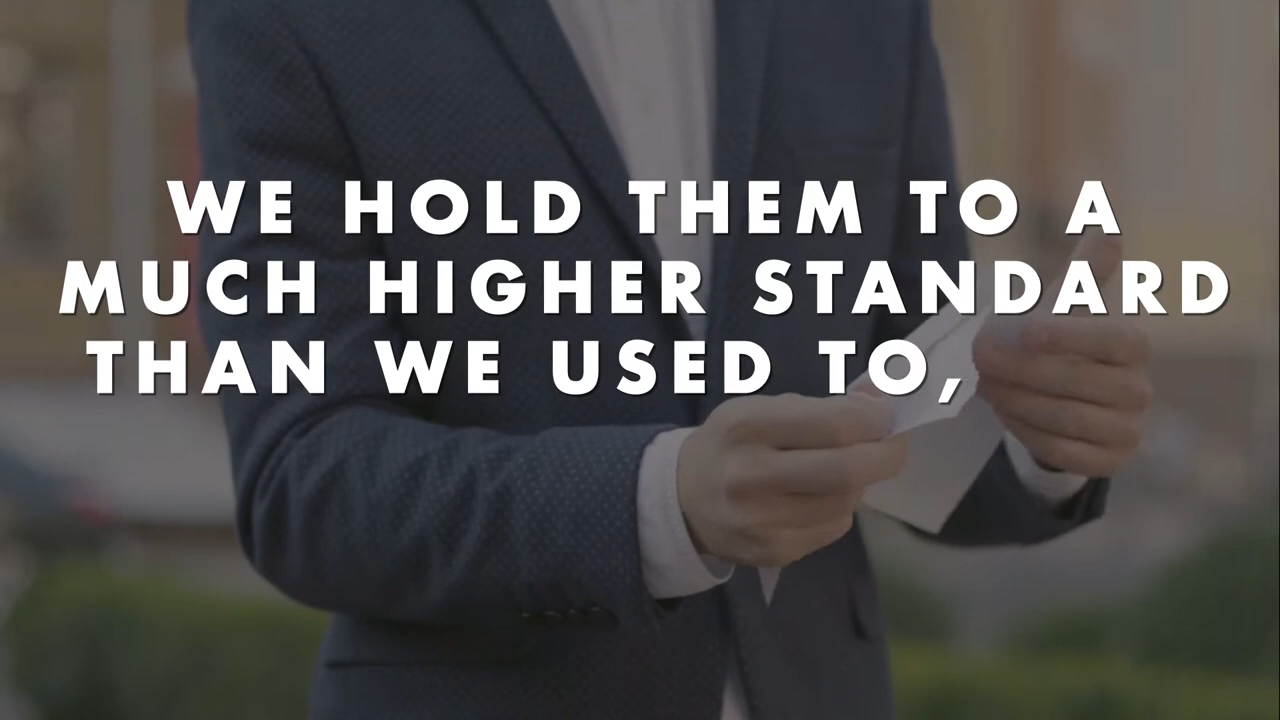 WE HOLD THEM TO A
MUCH HIGHER STANDARD
THAN WE USED TO,